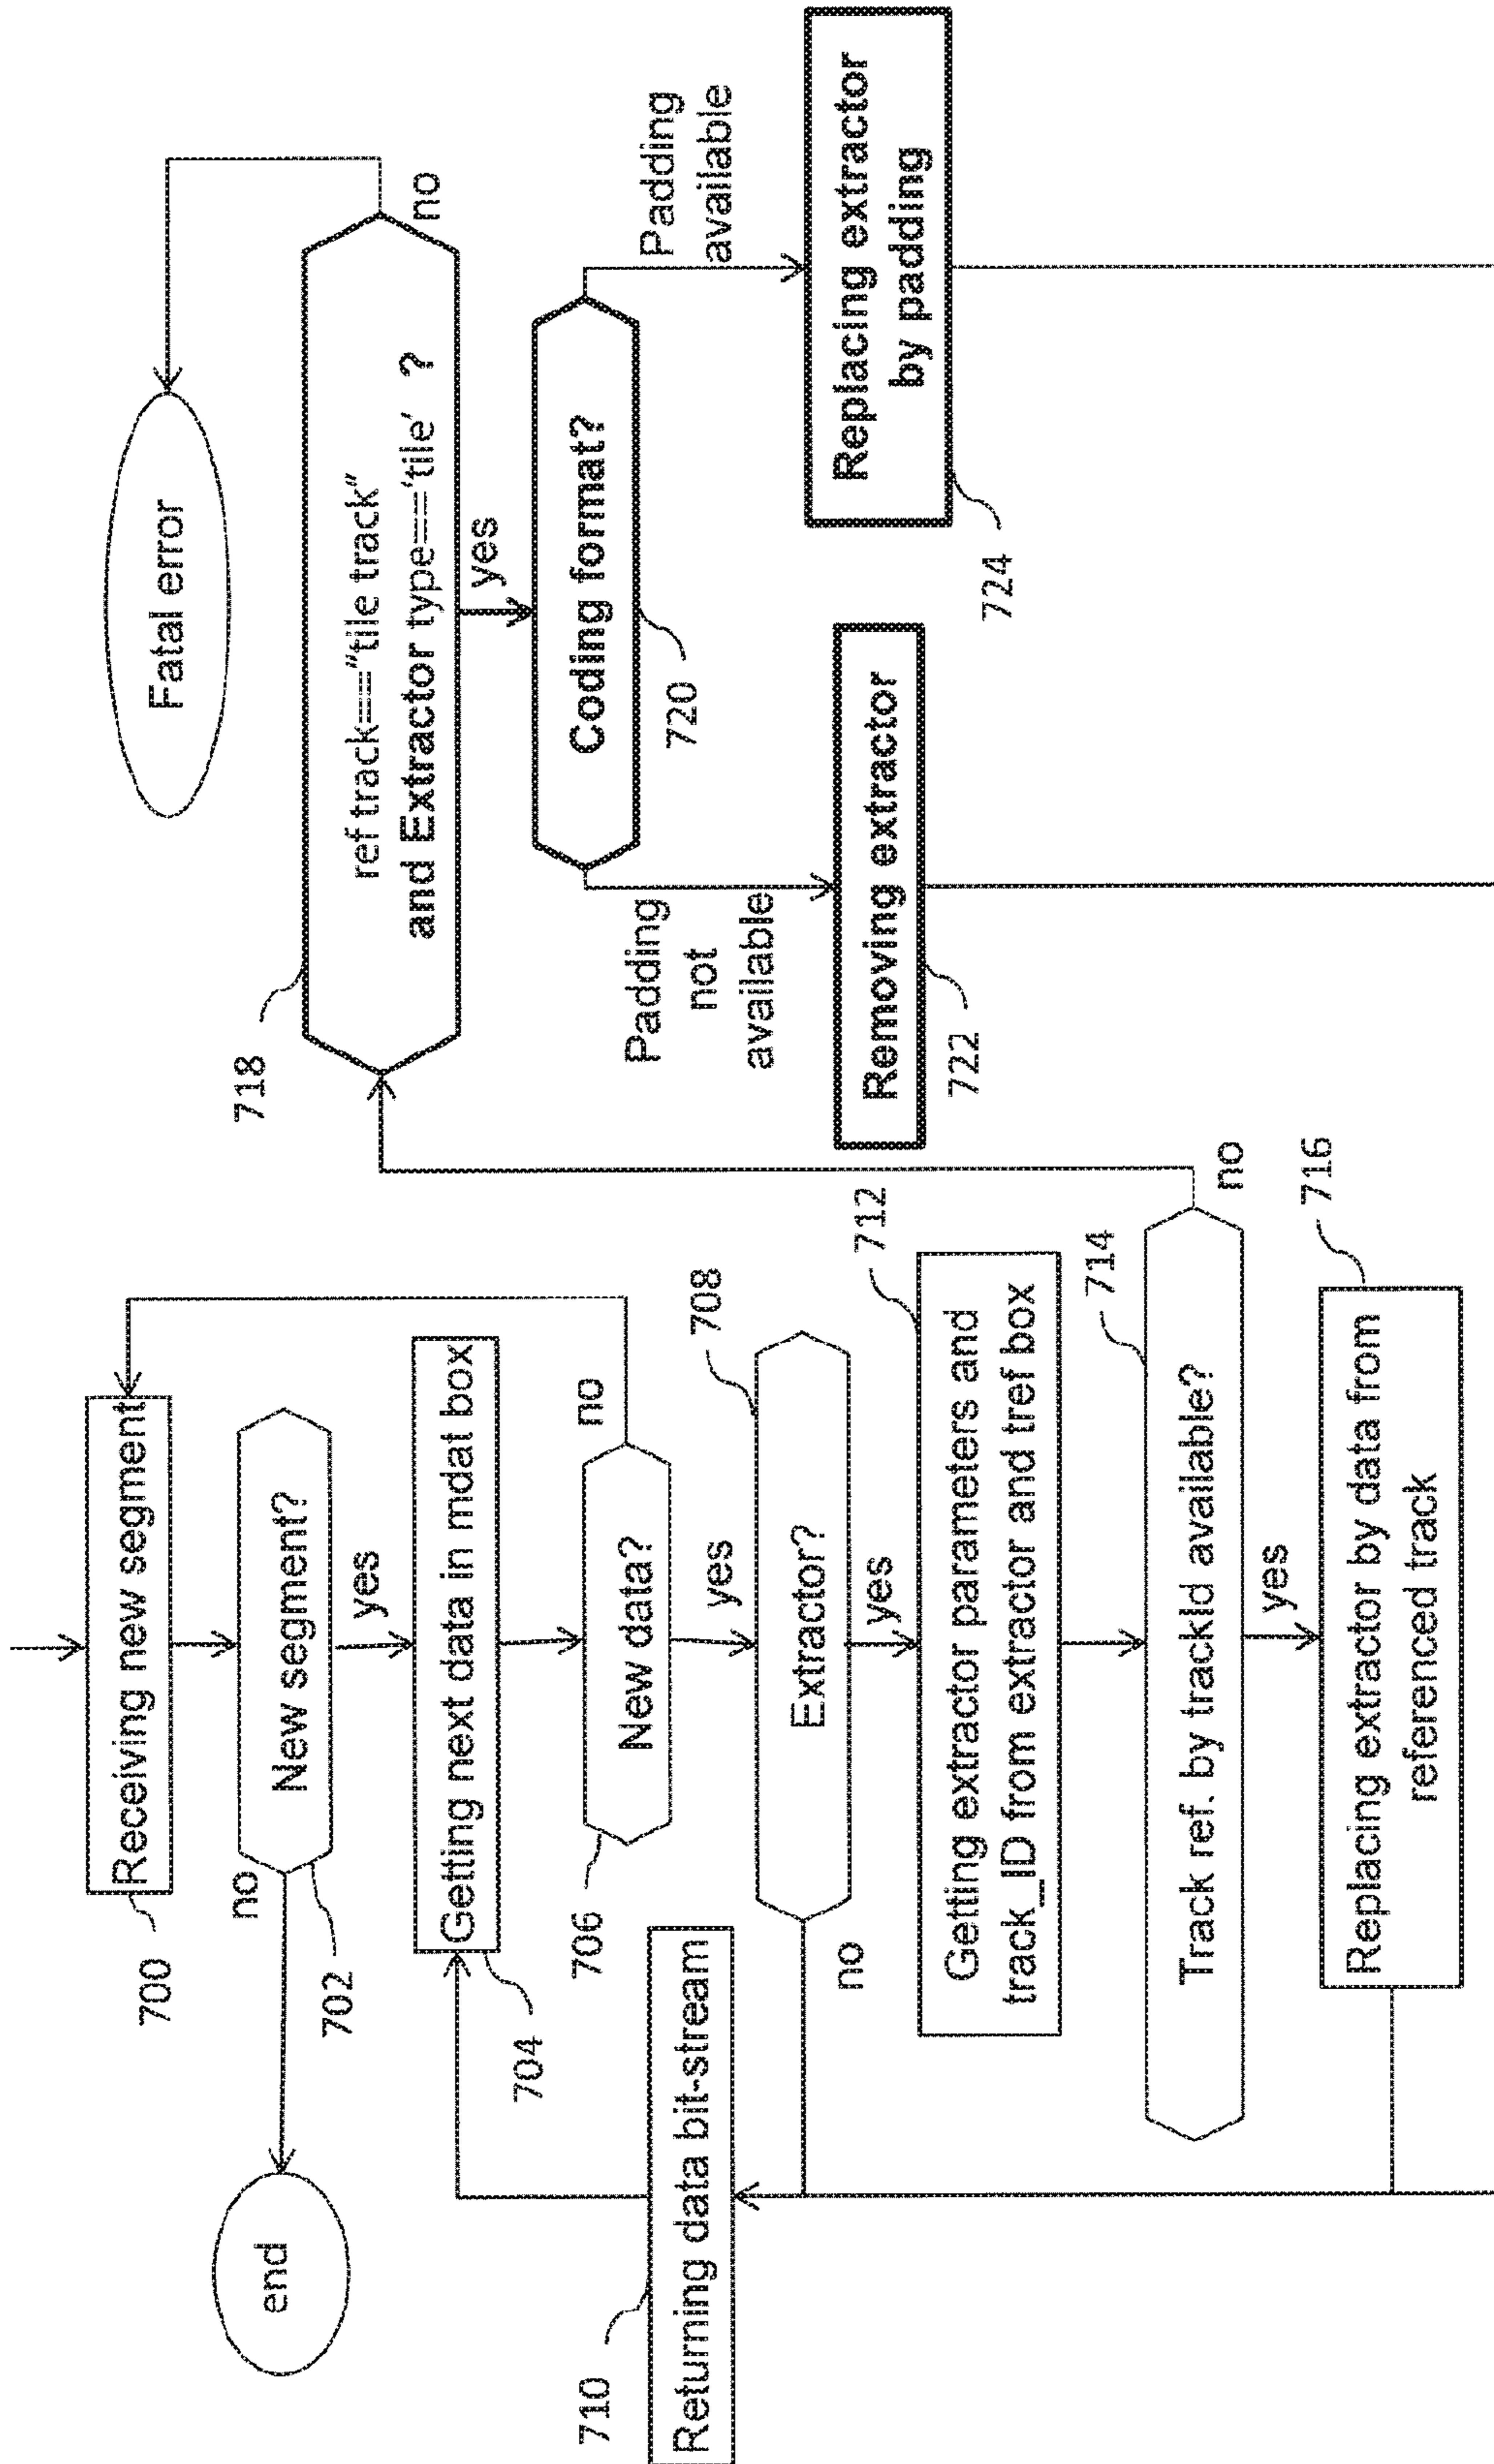 Receiving new segment
700
New segment?
no
702
yes
end
Getting next data in mdat box
704
New data?
706
no
yes
Extractor?
708
no
yes
Returning data bit-stream
710
Getting extractor parameters and
track_ID from extractor and tref box
712
Track ref. by trackId available?
714
no
yes
Replacing extractor by data from
referenced track
716
Fatal error
ref track=="tile track"
and Extractor type=='tile' ?
718
no
yes
Coding format?
720
Padding
not
available
Padding
available
Removing extractor
722
Replacing extractor
by padding
724